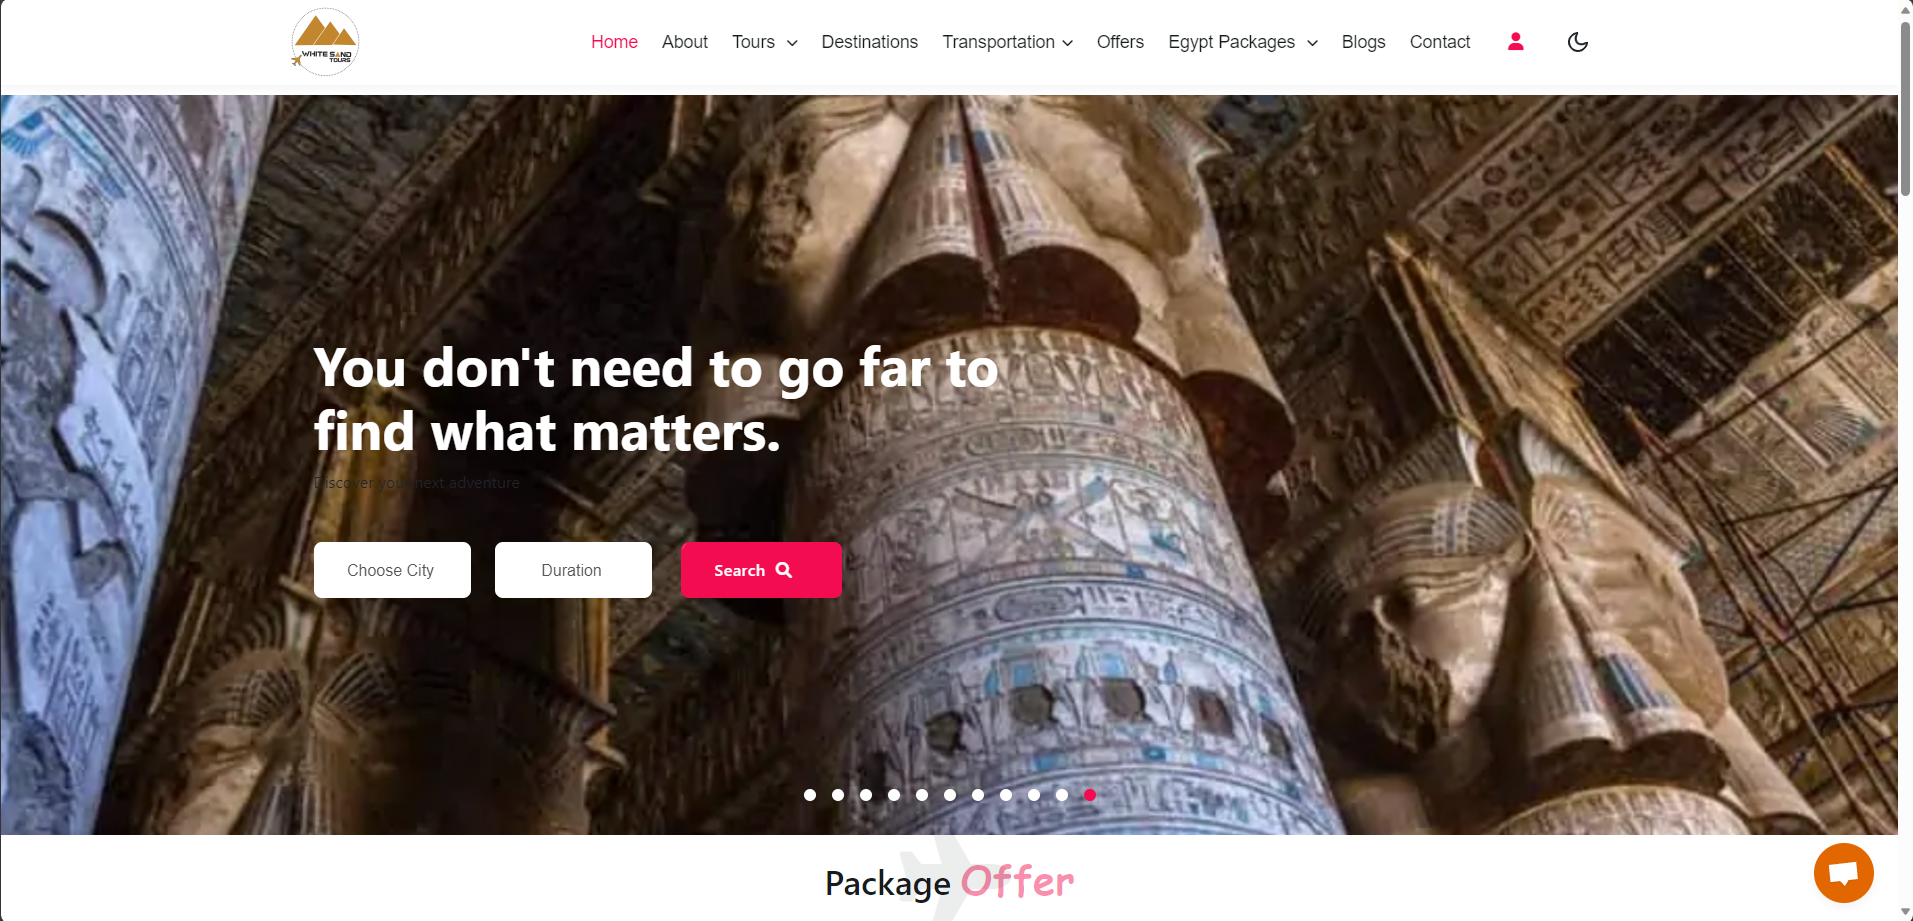 WHITE SAND
TOURS
Home About Tours Destinations Transportation Offers Egypt Packages Blogs Contact
You don't need to go far to
find what matters.
Discover your next adventure
Choose City Duration Search
Package Offer